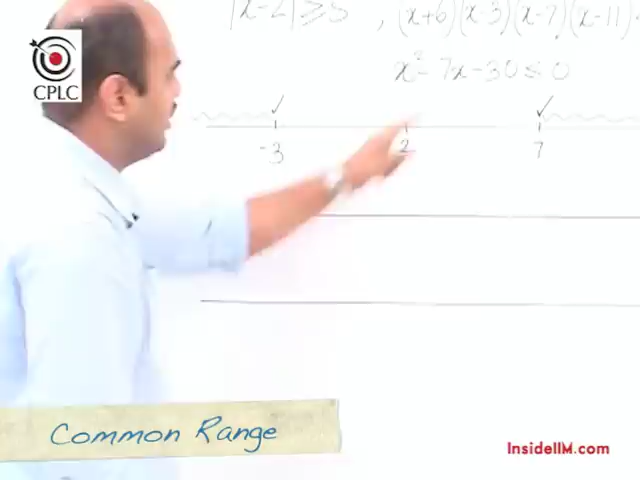 |x-2| ≥ 5 , (x+6)(x-3)(x-7)(x-11)
x² - 7x - 30 ≤ 0
CPLC
✓ ✓
-3 2 7
Common Range
InsideIIM.com